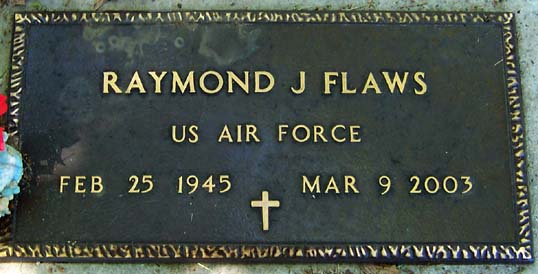 RAYMOND J FLAWS
US AIR FORCE
FEB 25 1945 MAR 9 2003